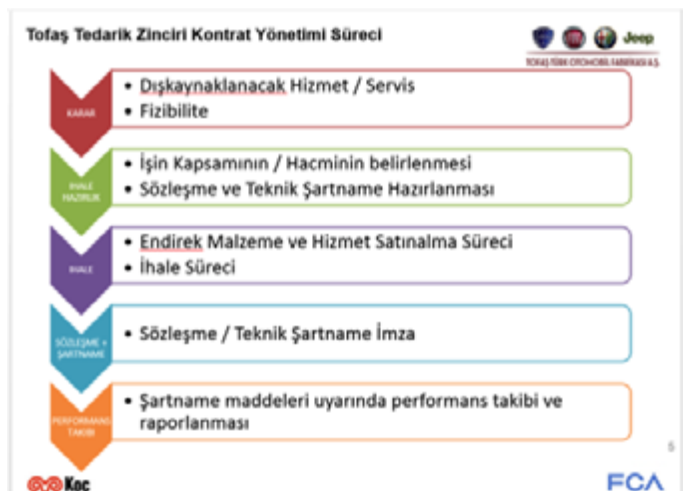 Tofaş Tedarik Zinciri Kontrat Yönetimi Süreci
Jeep
TOFAŞ TÜRK OTOMOBİL FABRİKASI A.Ş.
KARAR
• Dışkaynaklanacak Hizmet / Servis
• Fizibilite
İHALE
HAZIRLIK
• İşin Kapsamının / Hacminin belirlenmesi
• Sözleşme ve Teknik Şartname Hazırlanması
İHALE
• Endirek Malzeme ve Hizmet Satınalma Süreci
• İhale Süreci
SÖZLEŞME +
ŞARTNAME
• Sözleşme / Teknik Şartname İmza
PERFORMANS
TAKİBİ
• Şartname maddeleri uyarında performans takibi ve
raporlanması
5
Koç
FCA